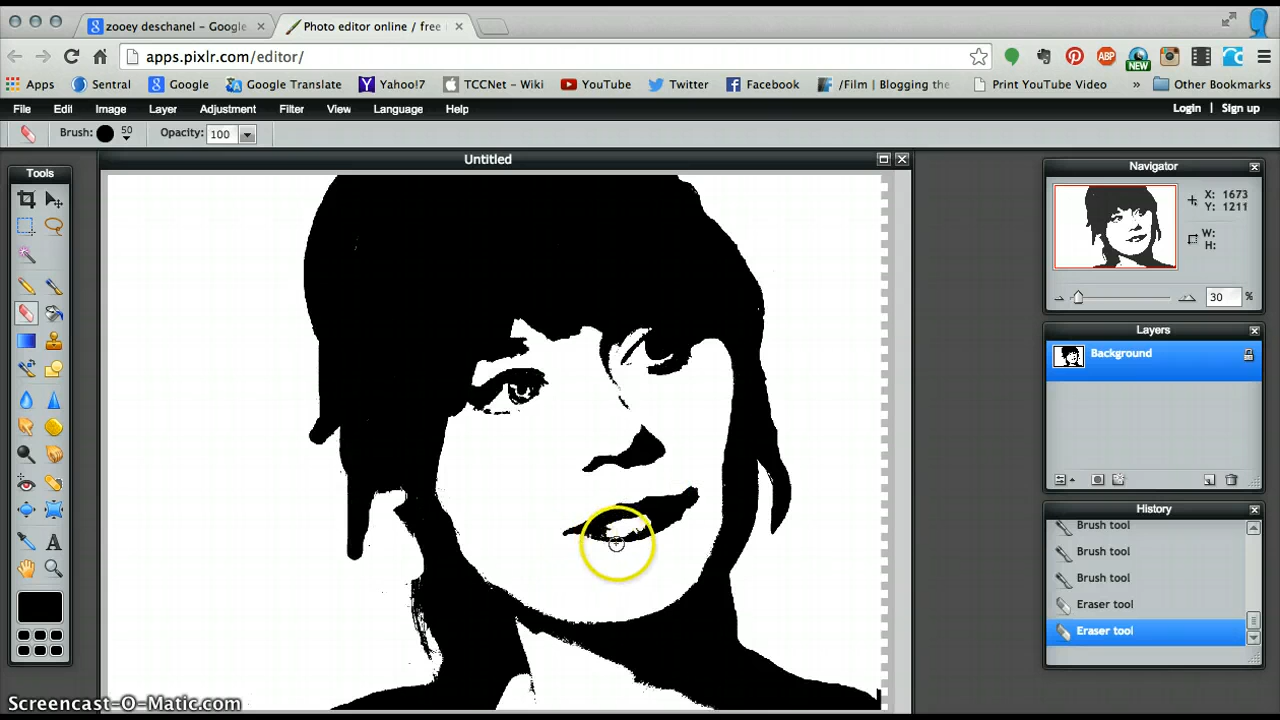 zooey deschanel - Google
Photo editor online / free
apps.pixlr.com/editor/
NEW
Apps Sentral Google Google Translate Yahoo!7 TCCNet - Wiki YouTube Twitter Facebook /Film | Blogging the Print YouTube Video » Other Bookmarks
File Edit Image Layer Adjustment Filter View Language Help Login | Sign up
Brush: 50 Opacity: 100
Tools
Untitled
Navigator
X: 1673
Y: 1211
W:
H:
30 %
Layers
Background
History
Brush tool
Brush tool
Brush tool
Eraser tool
Eraser tool
Screencast-O-Matic.com